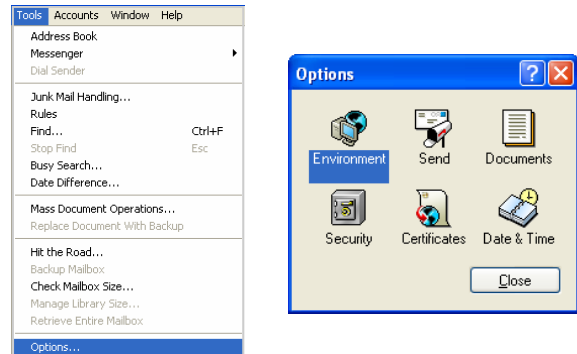 Tools Accounts Window Help
Address Book
Messenger
Dial Sender
Junk Mail Handling...
Rules
Find... Ctrl+F
Stop Find Esc
Busy Search...
Date Difference...
Mass Document Operations...
Replace Document With Backup
Hit the Road...
Backup Mailbox
Check Mailbox Size...
Manage Library Size...
Retrieve Entire Mailbox
Options...
Options
Environment Send Documents
Security Certificates Date & Time
Close